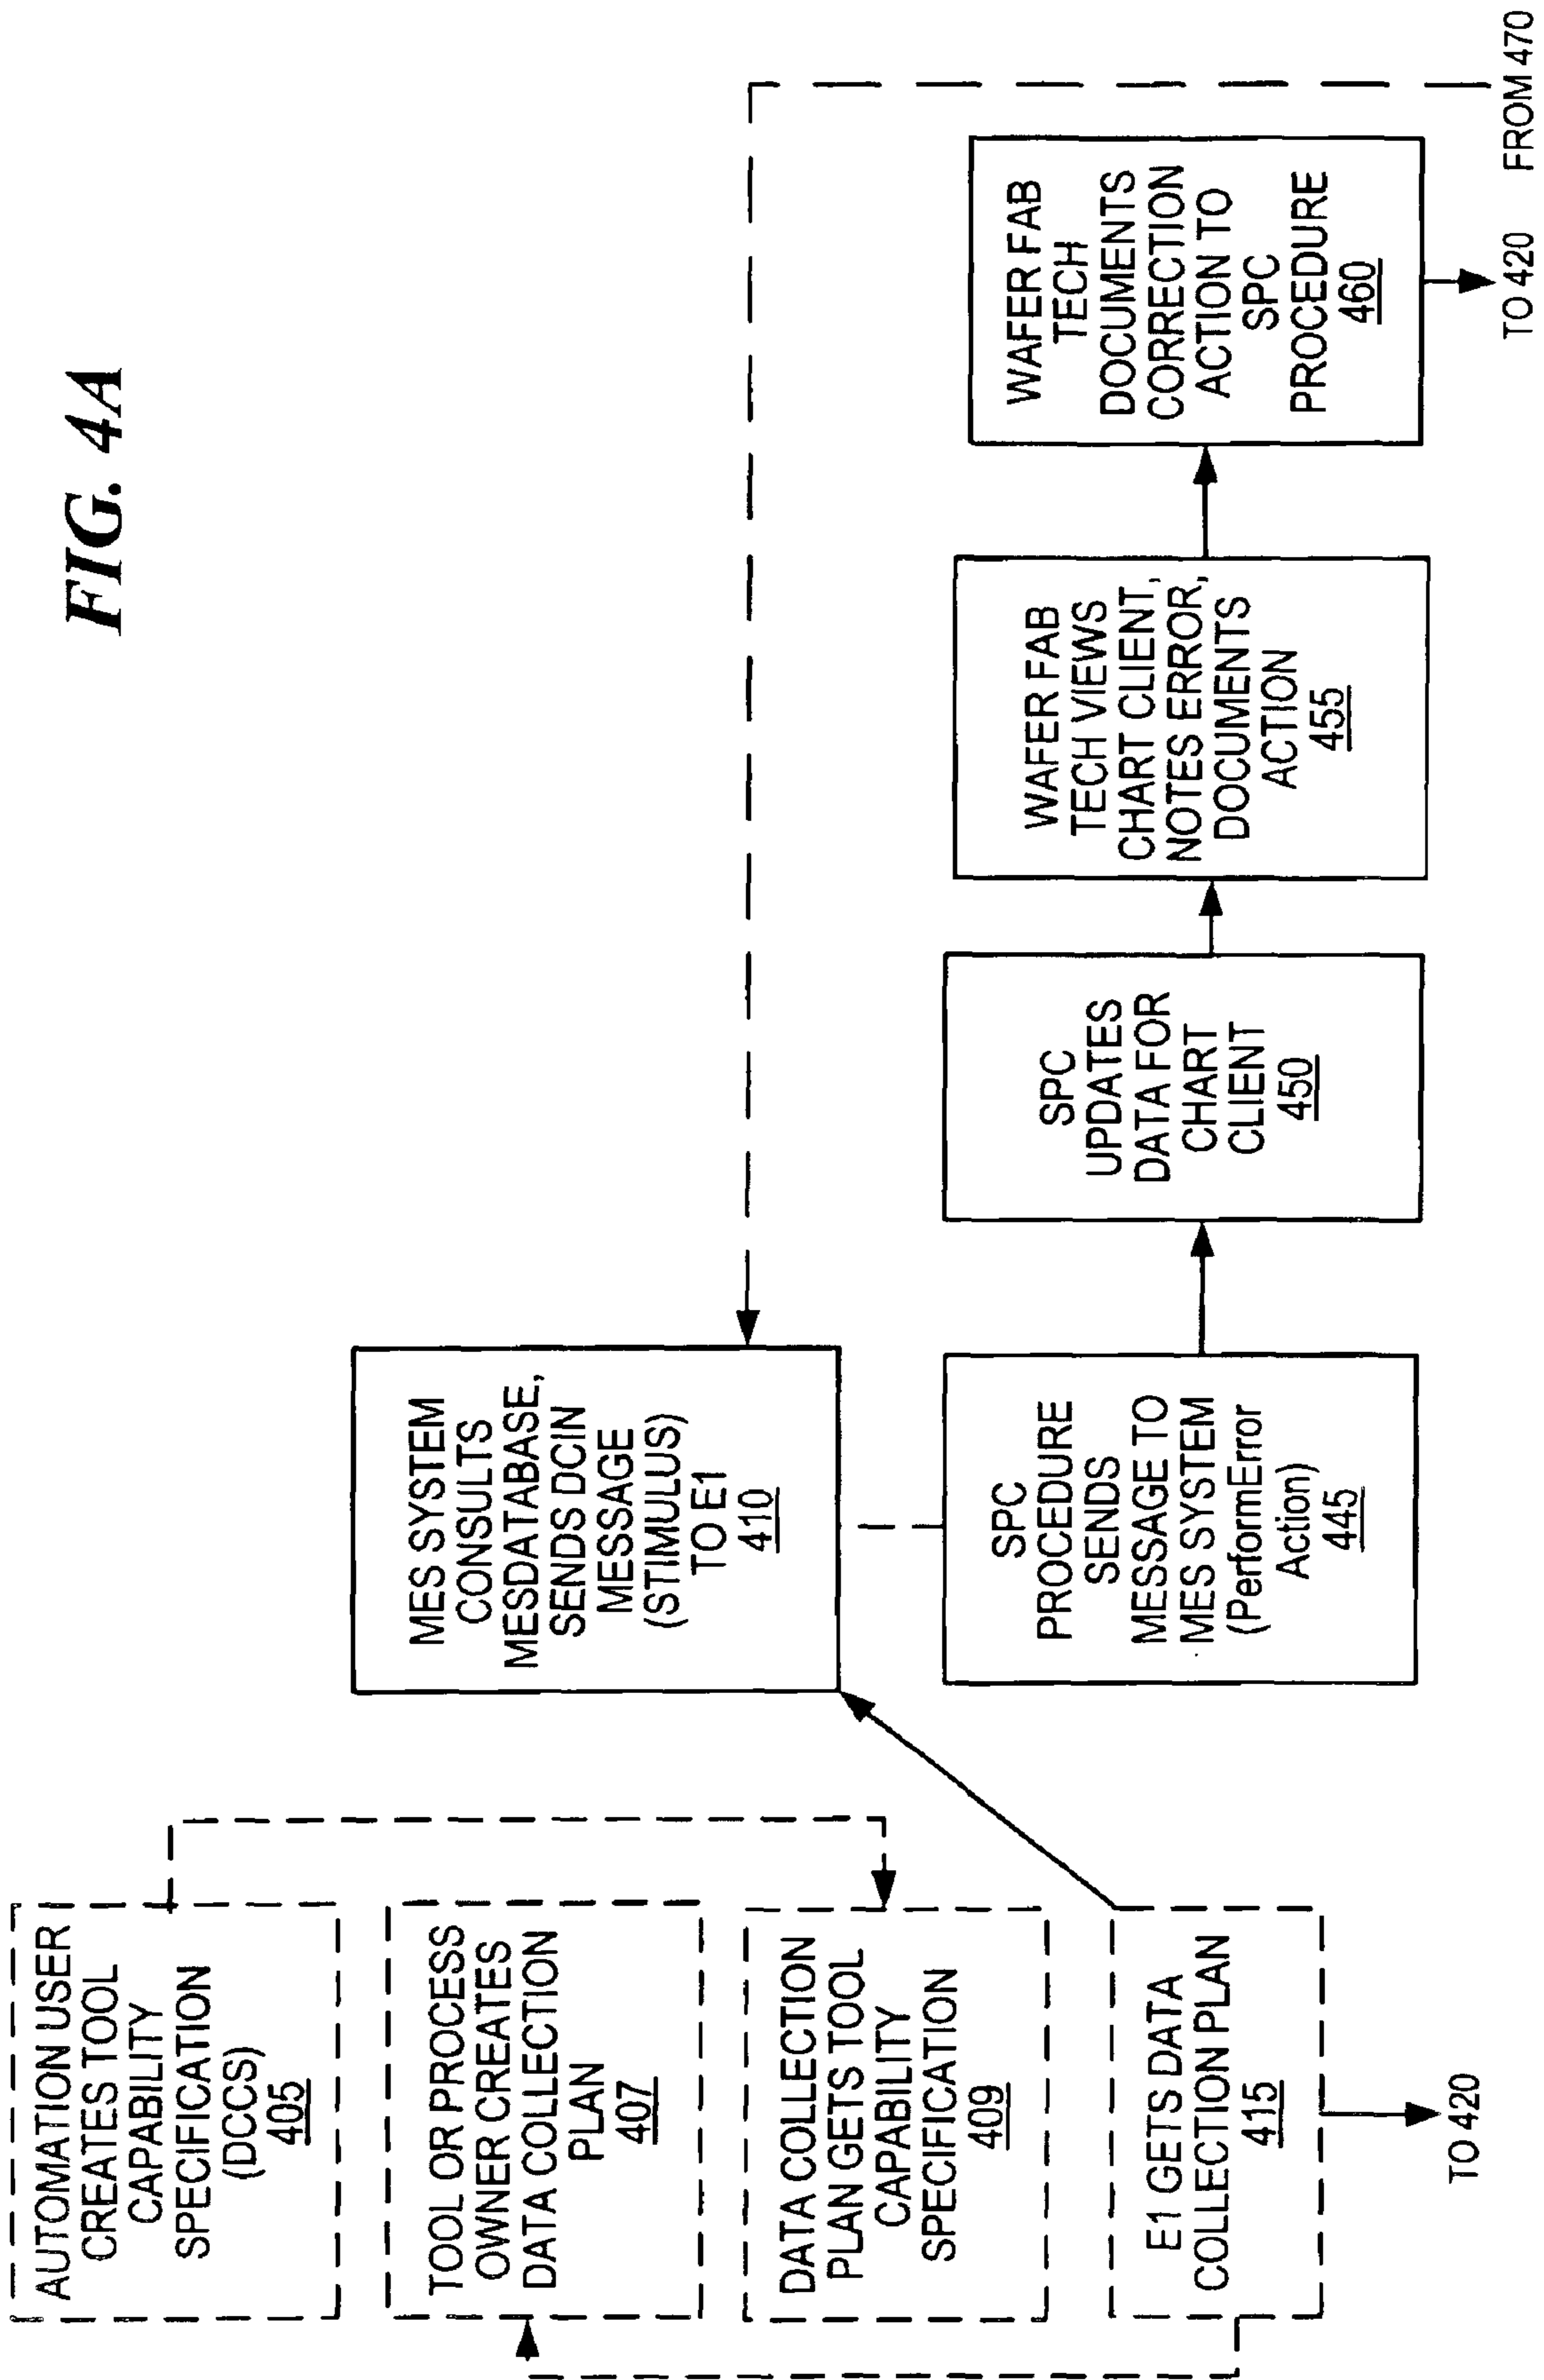 FIG. 4A
AUTOMATION USER
CREATES TOOL
CAPABILITY
SPECIFICATION
(DCCS)
405
TOOL OR PROCESS
OWNER CREATES
DATA COLLECTION
PLAN
407
DATA COLLECTION
PLAN GETS TOOL
CAPABILITY
SPECIFICATION
409
E1 GETS DATA
COLLECTION PLAN
415
TO 420
MES SYSTEM
CONSULTS
MESDATABASE,
SENDS DCIN
MESSAGE
(STIMULUS)
TO E1
410
SPC
PROCEDURE
SENDS
MESSAGE TO
MES SYSTEM
(PerformError
Action)
445
SPC
UPDATES
DATA FOR
CHART
CLIENT
450
WAFER FAB
TECH VIEWS
CHART CLIENT,
NOTES ERROR,
DOCUMENTS
ACTION
455
WAFER FAB
TECH
DOCUMENTS
CORRECTION
ACTION TO
SPC
PROCEDURE
460
TO 420
FROM 470